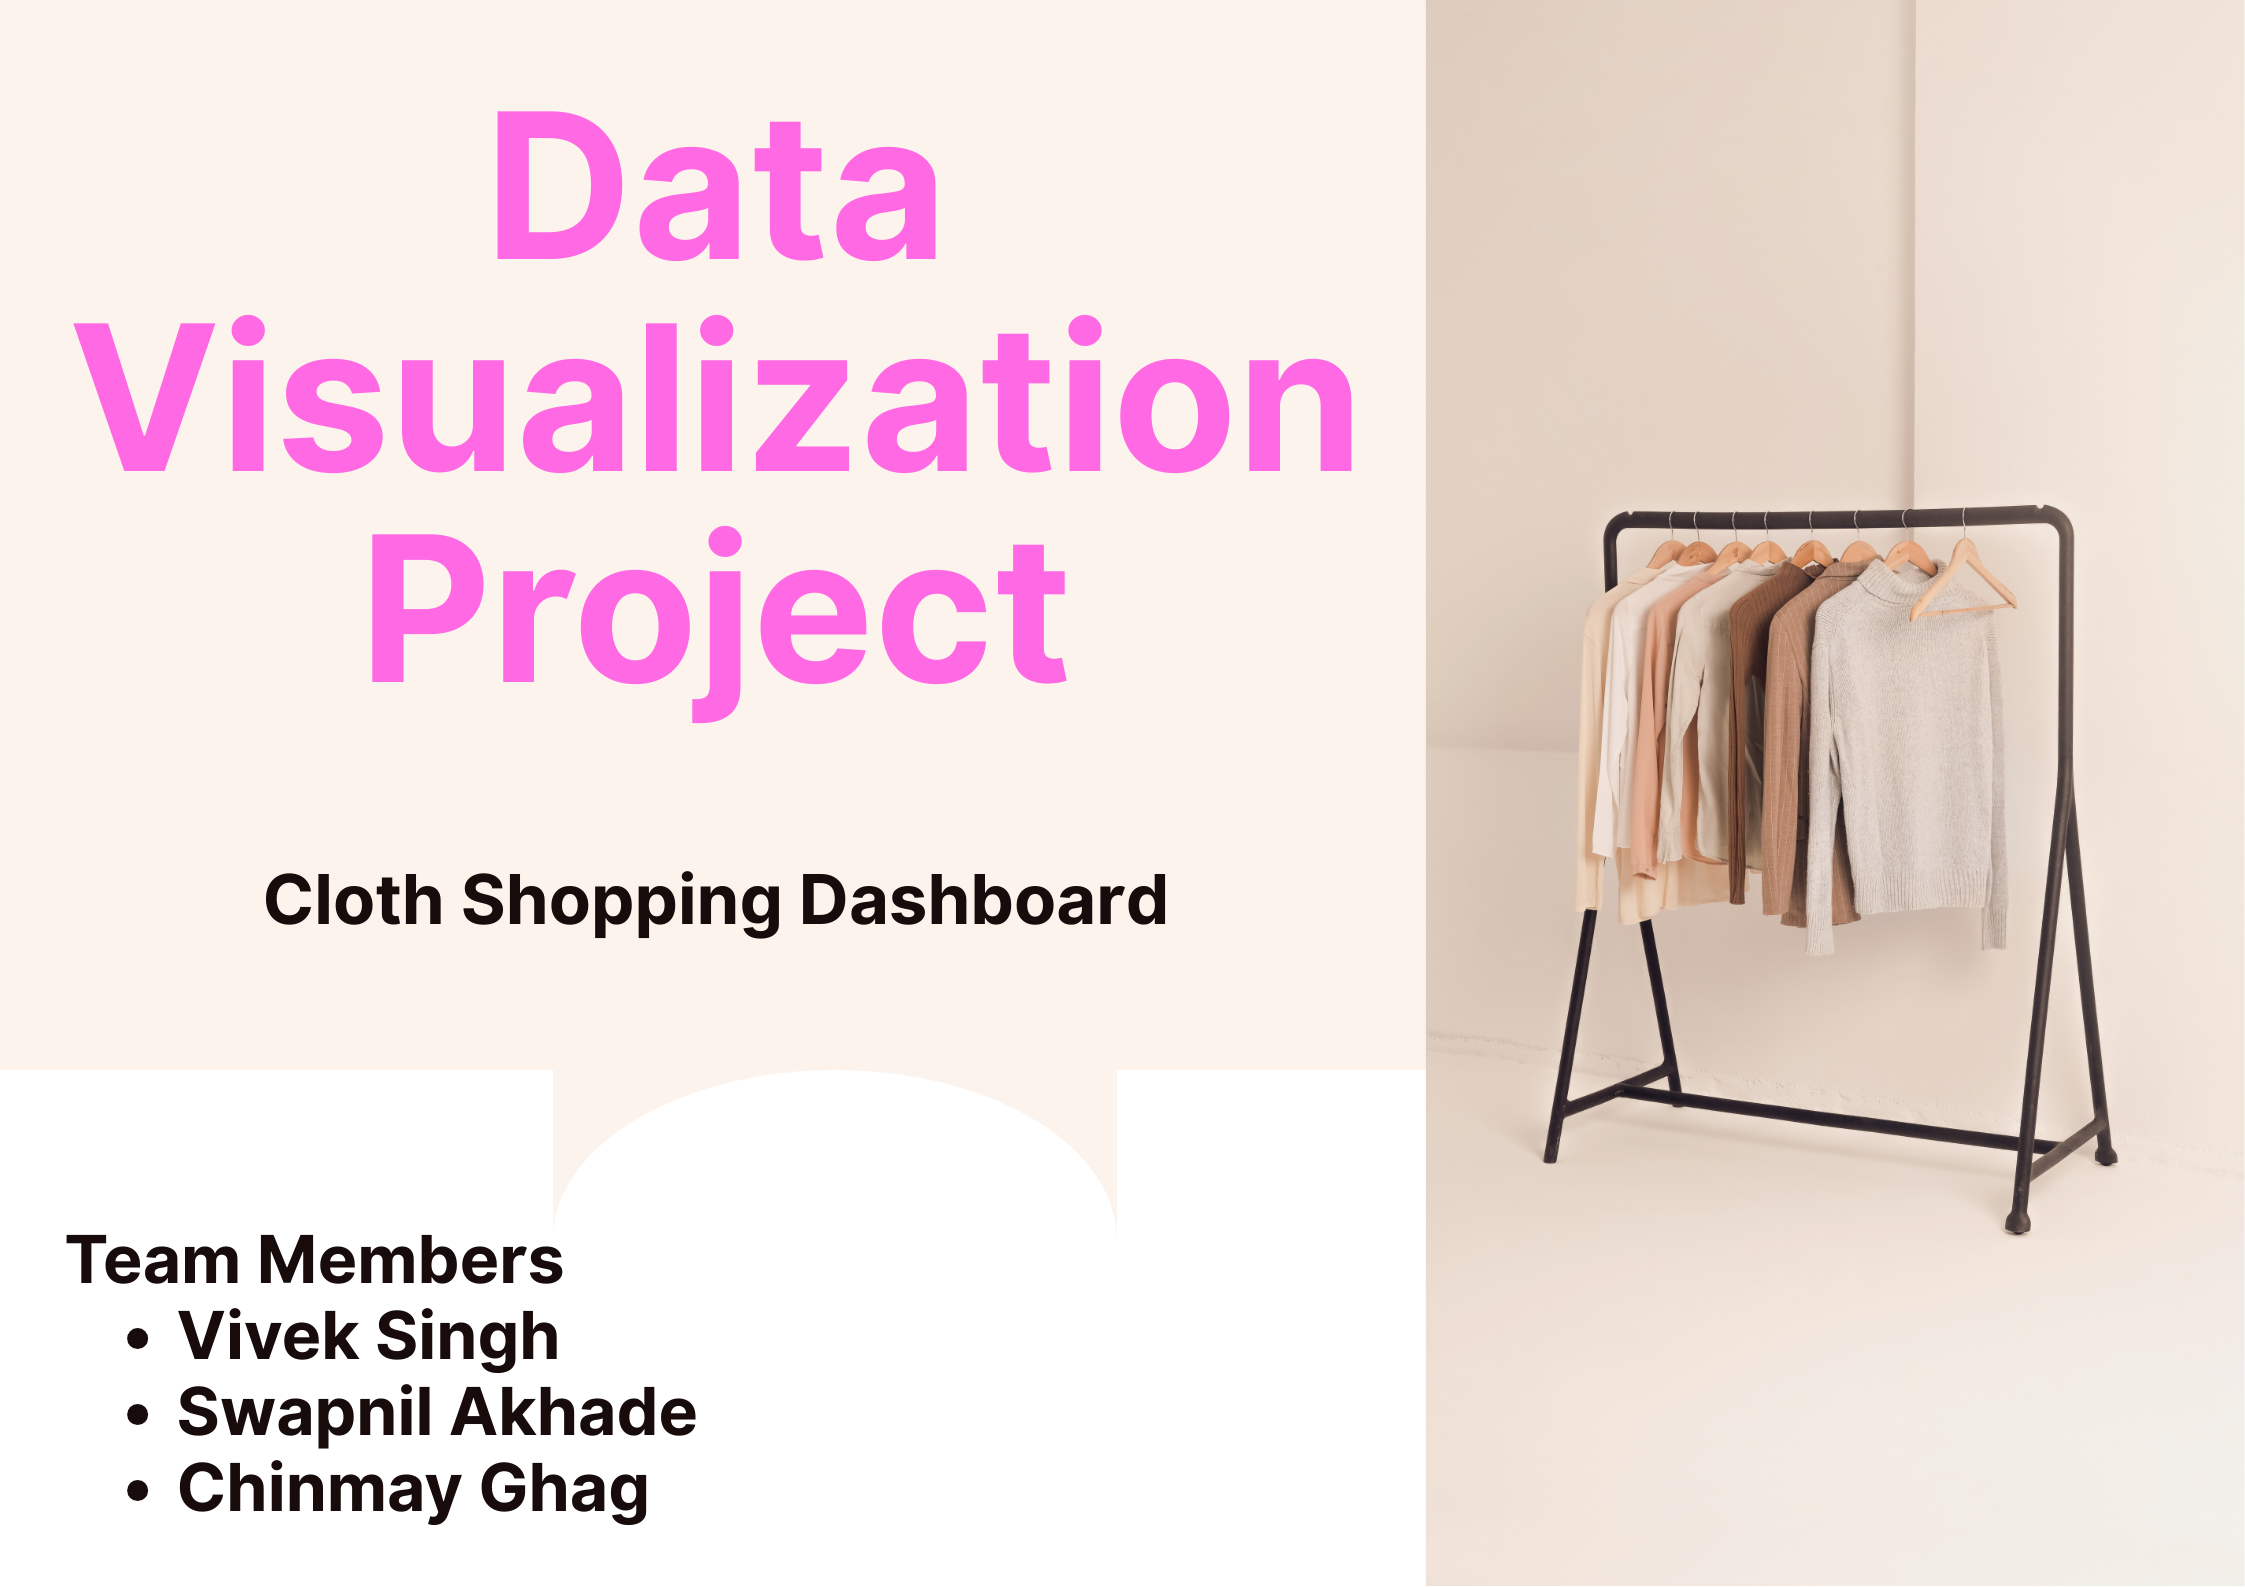 Data
Visualization
Project
Cloth Shopping Dashboard
Team Members
• Vivek Singh
• Swapnil Akhade
• Chinmay Ghag